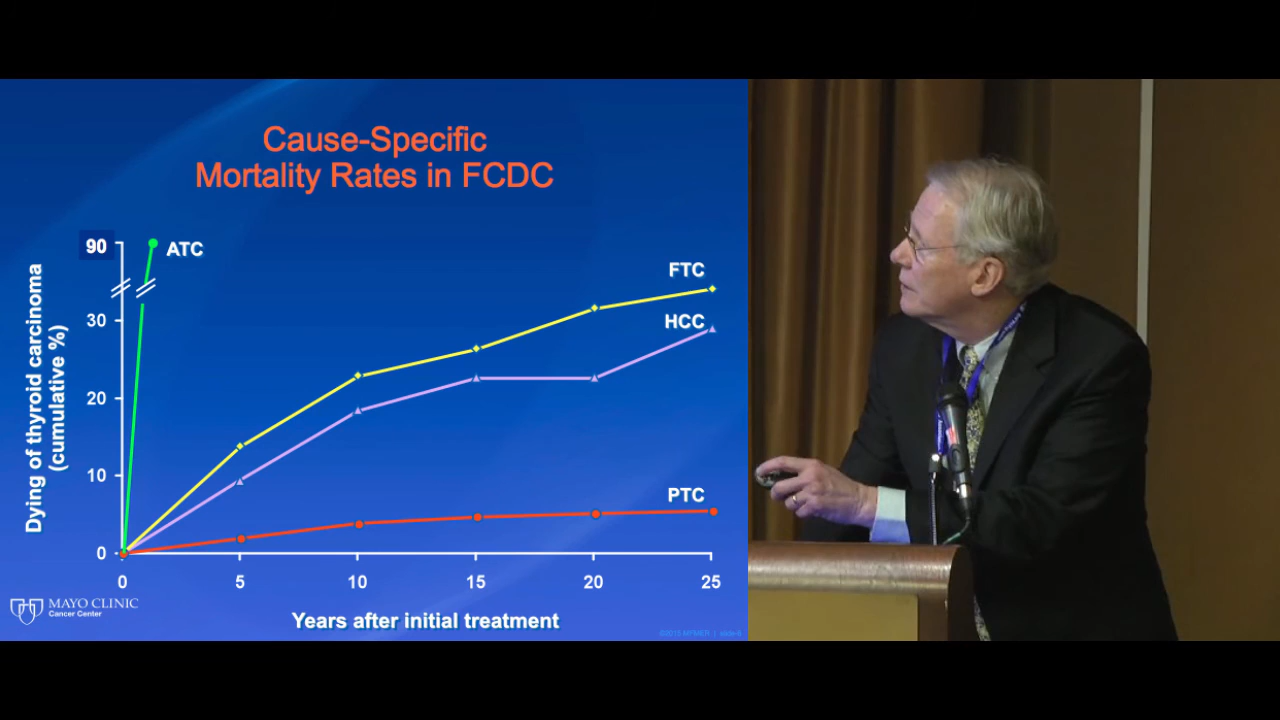 Cause-Specific
Mortality Rates in FCDC
90
ATC
FTC
HCC
30
20
10
PTC
0
Dying of thyroid carcinoma
(cumulative %)
0 5 10 15 20 25
Years after initial treatment
MAYO CLINIC
Cancer Center